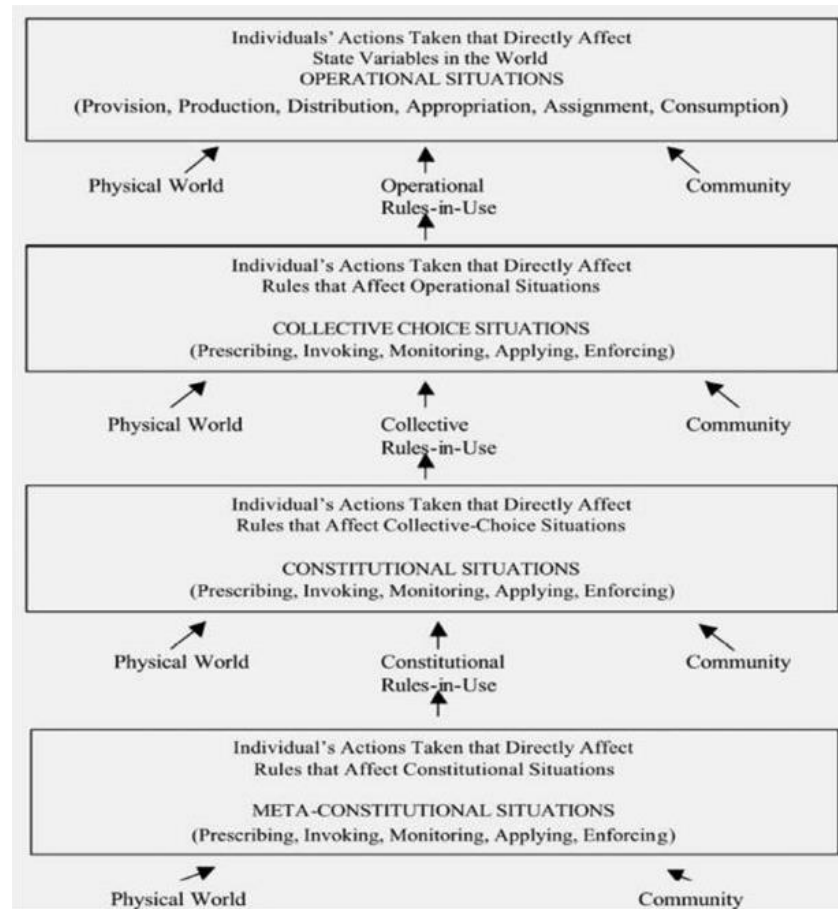 Individuals' Actions Taken that Directly Affect
State Variables in the World
OPERATIONAL SITUATIONS
(Provision, Production, Distribution, Appropriation, Assignment, Consumption)
Physical World
Operational
Rules-in-Use
Community
Individual's Actions Taken that Directly Affect
Rules that Affect Operational Situations
COLLECTIVE CHOICE SITUATIONS
(Prescribing, Invoking, Monitoring, Applying, Enforcing)
Physical World
Collective
Rules-in-Use
Community
Individual's Actions Taken that Directly Affect
Rules that Affect Collective-Choice Situations
CONSTITUTIONAL SITUATIONS
(Prescribing, Invoking, Monitoring, Applying, Enforcing)
Physical World
Constitutional
Rules-in-Use
Community
Individual's Actions Taken that Directly Affect
Rules that Affect Constitutional Situations
META-CONSTITUTIONAL SITUATIONS
(Prescribing, Invoking, Monitoring, Applying, Enforcing)
Physical World
Community